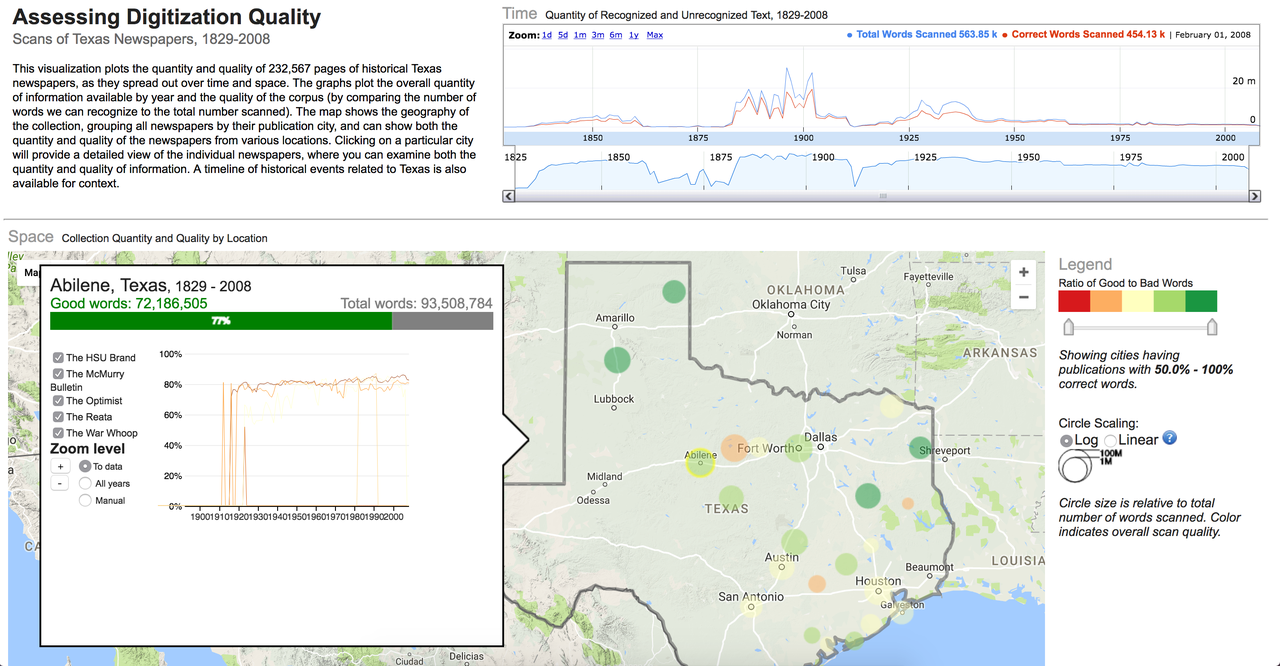 Assessing Digitization Quality
Scans of Texas Newspapers, 1829-2008
This visualization plots the quantity and quality of 232,567 pages of historical Texas
newspapers, as they spread out over time and space. The graphs plot the overall quantity
of information available by year and the quality of the corpus (by comparing the number of
words we can recognize to the total number scanned). The map shows the geography of
the collection, grouping all newspapers by their publication city, and can show both the
quantity and quality of the newspapers from various locations. Clicking on a particular city
will provide a detailed view of the individual newspapers, where you can examine both the
quantity and quality of information. A timeline of historical events related to Texas is also
available for context.
Time Quantity of Recognized and Unrecognized Text, 1829-2008
Zoom: 1d 5d 1m 3m 6m 1y Max
Total Words Scanned 563.85 k Correct Words Scanned 454.13 k | February 01, 2008
20 m
0
1850 1875 1900 1925 1950 1975 2000
1825 1850 1875 1900 1925 1950 1975 2000
Space Collection Quantity and Quality by Location
Abilene, Texas, 1829 - 2008
Good words: 72,186,505 Total words: 93,508,784
77%
The HSU Brand
The McMurry
Bulletin
The Optimist
The Reata
The War Whoop
Zoom level
+ To data
- All years
Manual
100%
80%
60%
40%
20%
0%
19001910192019301940195019601970198019902000
Ma
CA
Tulsa
Fayetteville
OKLAHOMA
Oklahoma City
Amarillo
Norman
ARKANSAS
Lubbock
Dallas
Fort Worth
Shreveport
Abilene
Midland
Odessa
TEXAS
Austin
LOUISIA
Beaumont
Houston
San Antonio
Galveston
Ciudad
Delicias
+
−
Legend
Ratio of Good to Bad Words
Showing cities having
publications with 50.0% - 100%
correct words.
Circle Scaling:
Log Linear ?
100M
1M
Circle size is relative to total
number of words scanned. Color
indicates overall scan quality.